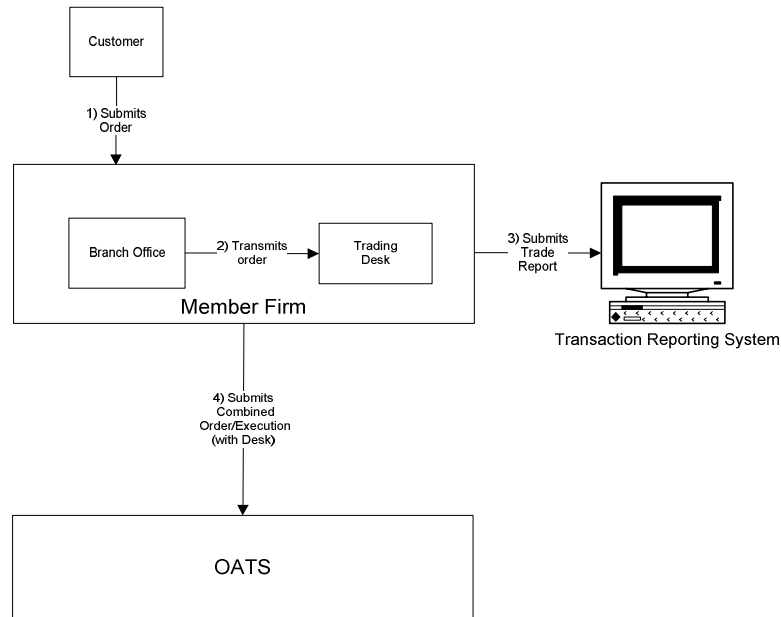 Customer
1) Submits
Order
Branch Office
2) Transmits
order
Trading
Desk
Member Firm
3) Submits
Trade
Report
Transaction Reporting System
4) Submits
Combined
Order/Execution
(with Desk)
OATS